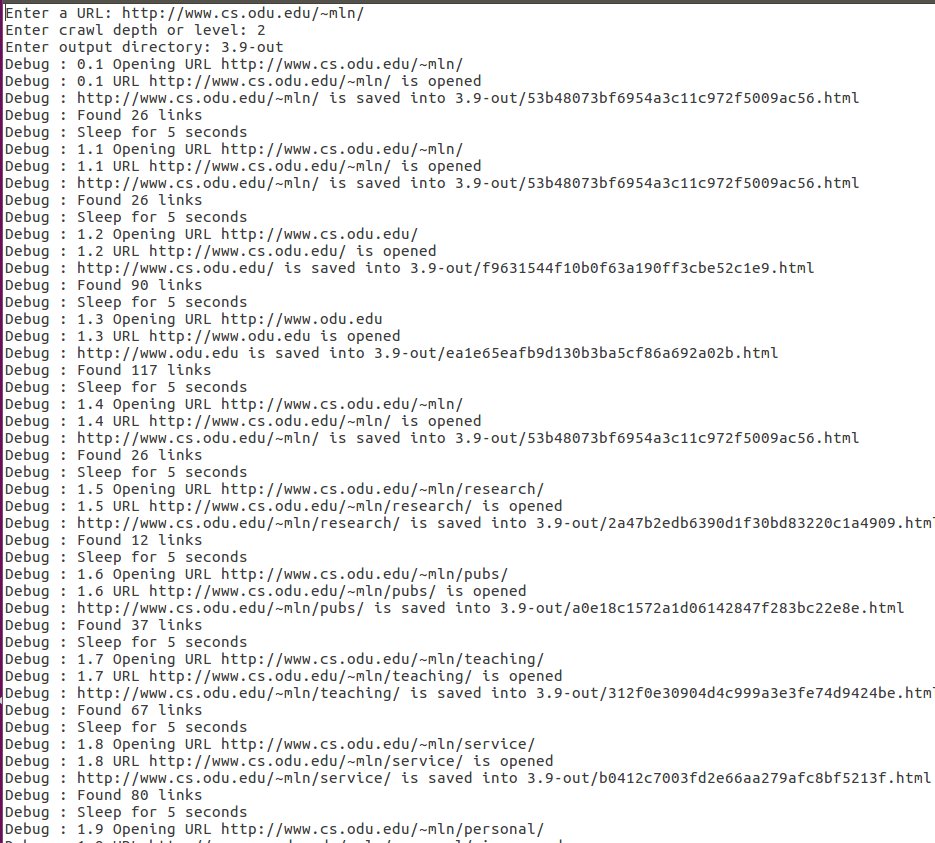 Enter a URL: http://www.cs.odu.edu/~mln/
Enter crawl depth or level: 2
Enter output directory: 3.9-out
Debug : 0.1 Opening URL http://www.cs.odu.edu/~mln/
Debug : 0.1 URL http://www.cs.odu.edu/~mln/ is opened
Debug : http://www.cs.odu.edu/~mln/ is saved into 3.9-out/53b48073bf6954a3c11c972f5009ac56.html
Debug : Found 26 links
Debug : Sleep for 5 seconds
Debug : 1.1 Opening URL http://www.cs.odu.edu/~mln/
Debug : 1.1 URL http://www.cs.odu.edu/~mln/ is opened
Debug : http://www.cs.odu.edu/~mln/ is saved into 3.9-out/53b48073bf6954a3c11c972f5009ac56.html
Debug : Found 26 links
Debug : Sleep for 5 seconds
Debug : 1.2 Opening URL http://www.cs.odu.edu/
Debug : 1.2 URL http://www.cs.odu.edu/ is opened
Debug : http://www.cs.odu.edu/ is saved into 3.9-out/f9631544f10b0f63a190ff3cbe52c1e9.html
Debug : Found 90 links
Debug : Sleep for 5 seconds
Debug : 1.3 Opening URL http://www.odu.edu
Debug : 1.3 URL http://www.odu.edu is opened
Debug : http://www.odu.edu is saved into 3.9-out/ea1e65eafb9d130b3ba5cf86a692a02b.html
Debug : Found 117 links
Debug : Sleep for 5 seconds
Debug : 1.4 Opening URL http://www.cs.odu.edu/~mln/
Debug : 1.4 URL http://www.cs.odu.edu/~mln/ is opened
Debug : http://www.cs.odu.edu/~mln/ is saved into 3.9-out/53b48073bf6954a3c11c972f5009ac56.html
Debug : Found 26 links
Debug : Sleep for 5 seconds
Debug : 1.5 Opening URL http://www.cs.odu.edu/~mln/research/
Debug : 1.5 URL http://www.cs.odu.edu/~mln/research/ is opened
Debug : http://www.cs.odu.edu/~mln/research/ is saved into 3.9-out/2a47b2edb6390d1f30bd83220c1a4909.html
Debug : Found 12 links
Debug : Sleep for 5 seconds
Debug : 1.6 Opening URL http://www.cs.odu.edu/~mln/pubs/
Debug : 1.6 URL http://www.cs.odu.edu/~mln/pubs/ is opened
Debug : http://www.cs.odu.edu/~mln/pubs/ is saved into 3.9-out/a0e18c1572a1d06142847f283bc22e8e.html
Debug : Found 37 links
Debug : Sleep for 5 seconds
Debug : 1.7 Opening URL http://www.cs.odu.edu/~mln/teaching/
Debug : 1.7 URL http://www.cs.odu.edu/~mln/teaching/ is opened
Debug : http://www.cs.odu.edu/~mln/teaching/ is saved into 3.9-out/312f0e30904d4c999a3e3fe74d9424be.html
Debug : Found 67 links
Debug : Sleep for 5 seconds
Debug : 1.8 Opening URL http://www.cs.odu.edu/~mln/service/
Debug : 1.8 URL http://www.cs.odu.edu/~mln/service/ is opened
Debug : http://www.cs.odu.edu/~mln/service/ is saved into 3.9-out/b0412c7003fd2e66aa279afc8bf5213f.html
Debug : Found 80 links
Debug : Sleep for 5 seconds
Debug : 1.9 Opening URL http://www.cs.odu.edu/~mln/personal/